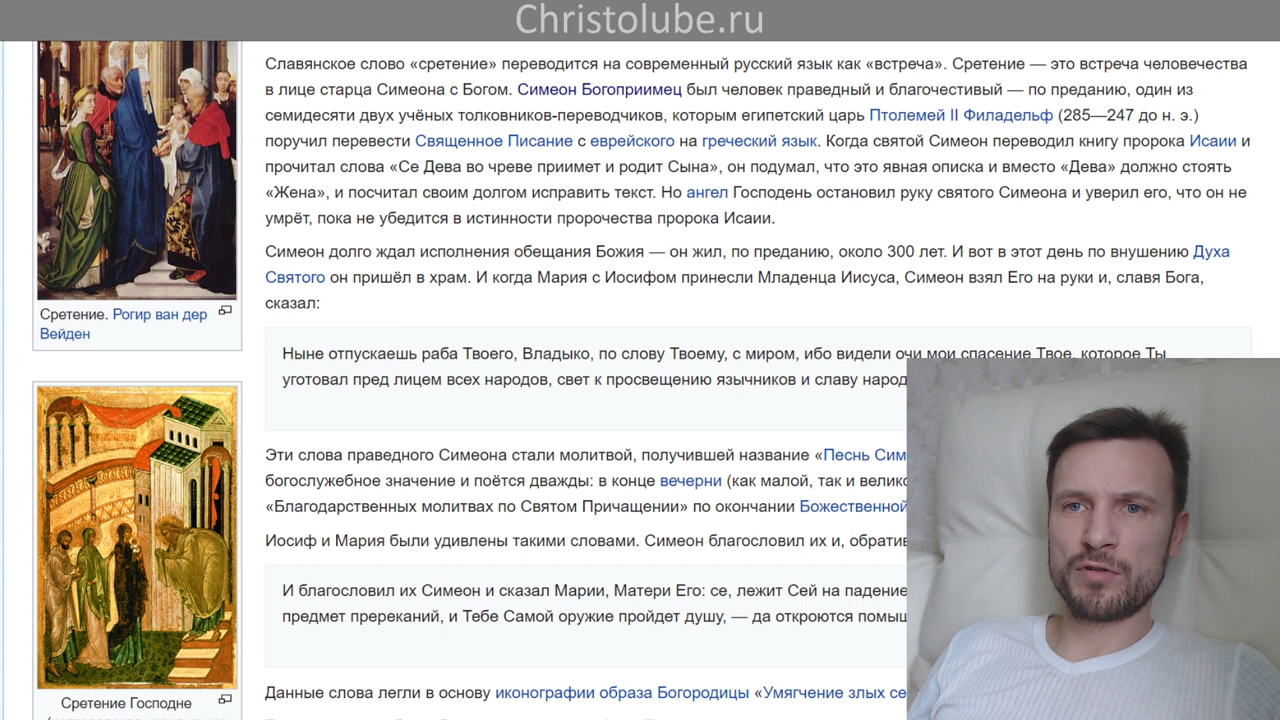 Christolube.ru
Славянское слово «сретение» переводится на современный русский язык как «встреча». Сретение — это встреча человечества
в лице старца Симеона с Богом. Симеон Богоприимец был человек праведный и благочестивый — по преданию, один из
семидесяти двух учёных толковников-переводчиков, которым египетский царь Птолемей II Филадельф (285—247 до н. э.)
поручил перевести Священное Писание с еврейского на греческий язык. Когда святой Симеон переводил книгу пророка Исаии и
прочитал слова «Се Дева во чреве приимет и родит Сына», он подумал, что это явная описка и вместо «Дева» должно стоять
«Жена», и посчитал своим долгом исправить текст. Но ангел Господень остановил руку святого Симеона и уверил его, что он не
умрёт, пока не убедится в истинности пророчества пророка Исаии.
Симеон долго ждал исполнения обещания Божия — он жил, по преданию, около 300 лет. И вот в этот день по внушению Духа
Святого он пришёл в храм. И когда Мария с Иосифом принесли Младенца Иисуса, Симеон взял Его на руки и, славя Бога,
сказал:
Сретение. Рогир ван дер
Вейден
Ныне отпускаешь раба Твоего, Владыко, по слову Твоему, с миром, ибо видели очи мои спасение Твое, которое Ты
уготовал пред лицем всех народов, свет к просвещению язычников и славу народ
Эти слова праведного Симеона стали молитвой, получившей название «Песнь Сим
богослужебное значение и поётся дважды: в конце вечерни (как малой, так и велико
«Благодарственных молитвах по Святом Причащении» по окончании Божественной
Иосиф и Мария были удивлены такими словами. Симеон благословил их и, обратив
И благословил их Симеон и сказал Марии, Матери Его: се, лежит Сей на падение
предмет пререканий, и Тебе Самой оружие пройдет душу, — да откроются помыш
Данные слова легли в основу иконографии образа Богородицы «Умягчение злых се
Сретение Господне